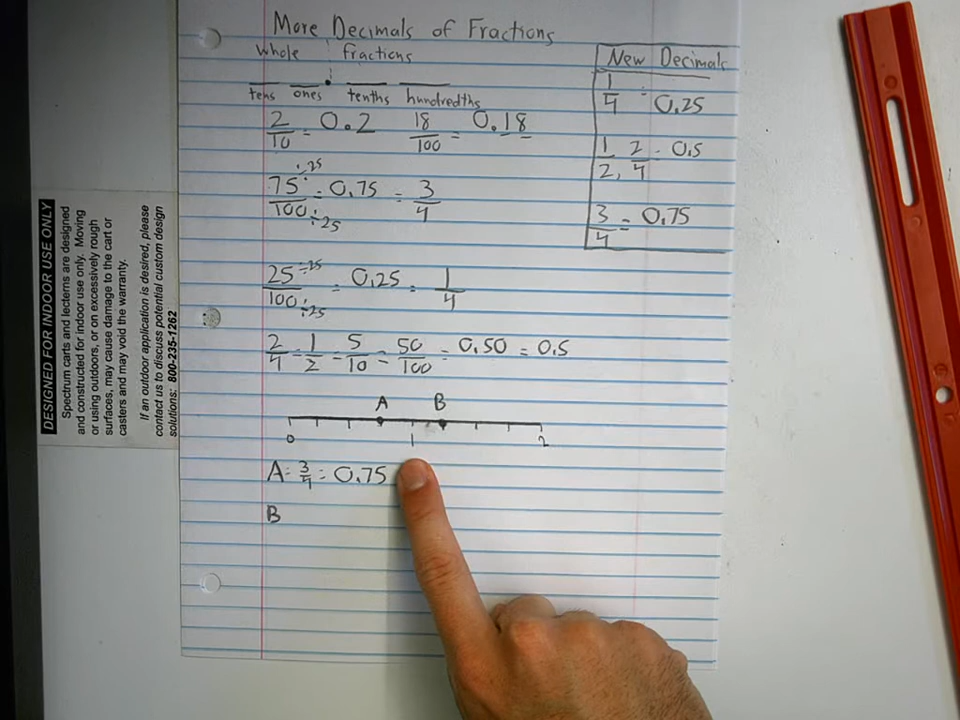 More Decimals of Fractions
whole fractions
tens ones . tenths hundredths
2/10 = 0.2 18/100 = 0.18
75 ÷25 / 100 ÷25 = 0.75 = 3/4
25 ÷25 / 100 ÷25 = 0.25 = 1/4
2/4 = 1/2 = 5/10 = 50/100 = 0.50 = 0.5
A B
0 1 2
A = 3/4 = 0.75
B
New Decimals
1/4 = 0.25
1/2, 2/4 = 0.5
3/4 = 0.75
DESIGNED FOR INDOOR USE ONLY
Spectrum carts and lecterns are designed
and constructed for indoor use only. Moving
or using outdoors, or on excessively rough
surfaces, may cause damage to the cart or
casters and may void the warranty.
If an outdoor application is desired, please
contact us to discuss potential custom design
solutions: 800-235-1262